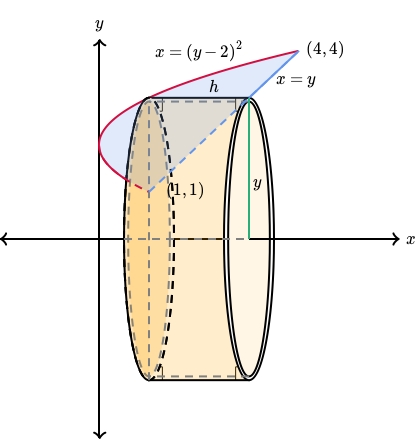 y
x = (y − 2)²
(4, 4)
x = y
h
(1, 1)
y
x